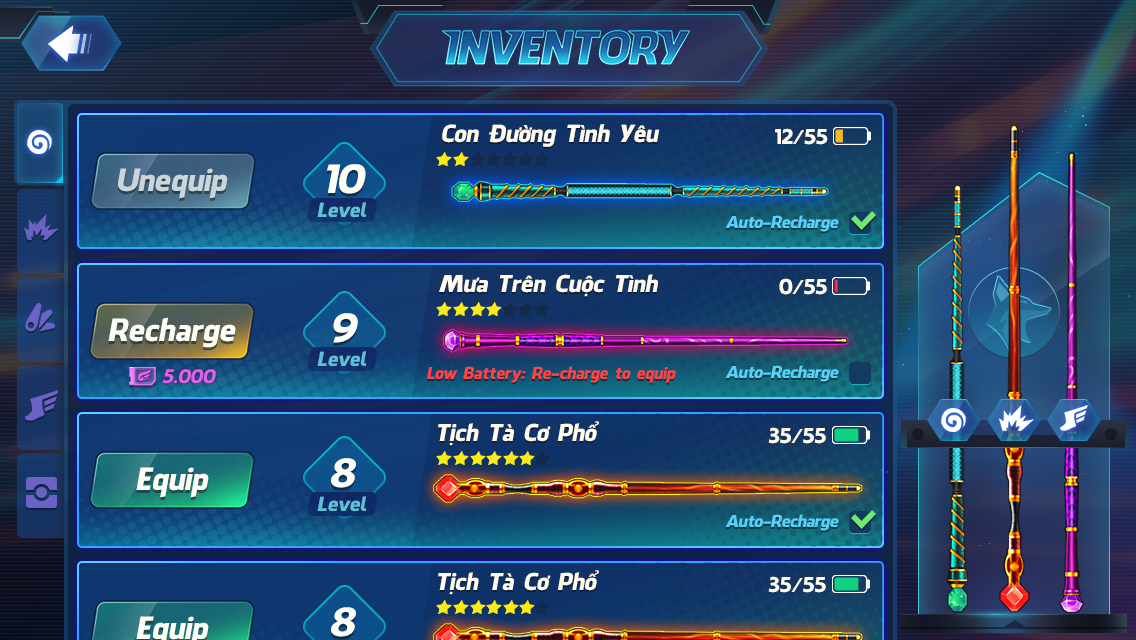 INVENTORY
Con Đường Tình Yêu
12/55
Unequip
10
Level
Auto-Recharge
Mưa Trên Cuộc Tình
0/55
Recharge
9
Level
5.000
Low Battery: Re-charge to equip
Auto-Recharge
Tịch Tà Cơ Phổ
35/55
Equip
8
Level
Auto-Recharge
Tịch Tà Cơ Phổ
35/55
Equip
8